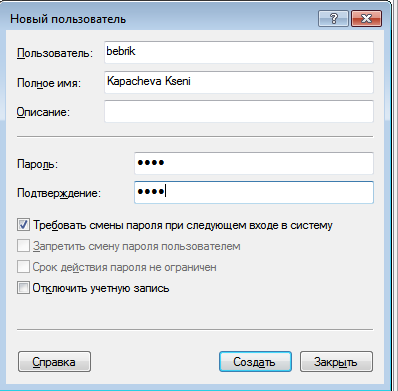 Новый пользователь
Пользователь: bebrik
Полное имя: Kapacheva Kseni
Описание:
Пароль: ••••
Подтверждение: ••••
Требовать смены пароля при следующем входе в систему
Запретить смену пароля пользователем
Срок действия пароля не ограничен
Отключить учетную запись
Справка Создать Закрыть